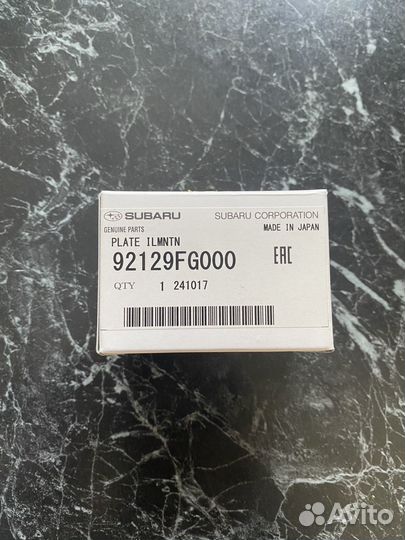 SUBARU SUBARU CORPORATION
GENUINE PARTS MADE IN JAPAN
PLATE ILMNTN
92129FG000 EAC
QTY 1 241017
Avito